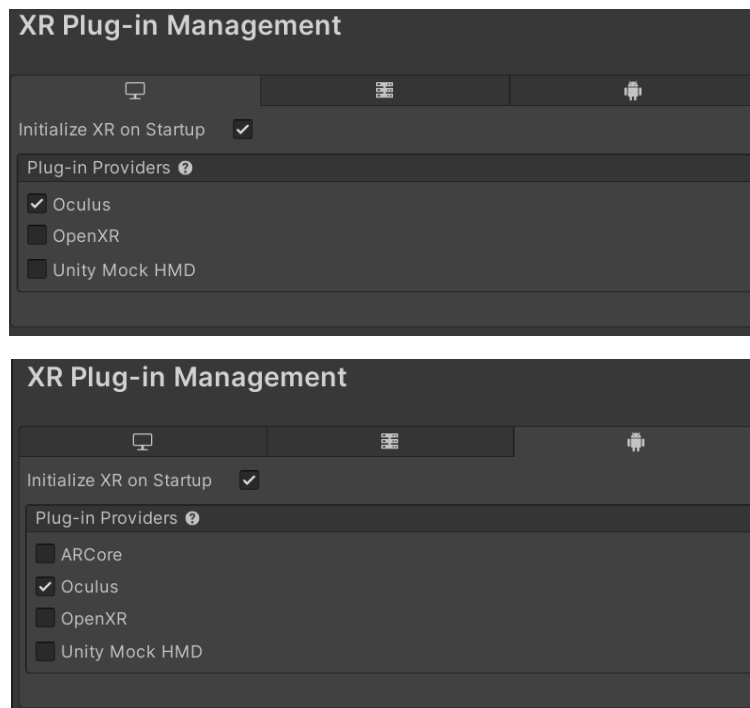 XR Plug-in Management
Initialize XR on Startup
Plug-in Providers
Oculus
OpenXR
Unity Mock HMD
XR Plug-in Management
Initialize XR on Startup
Plug-in Providers
ARCore
Oculus
OpenXR
Unity Mock HMD